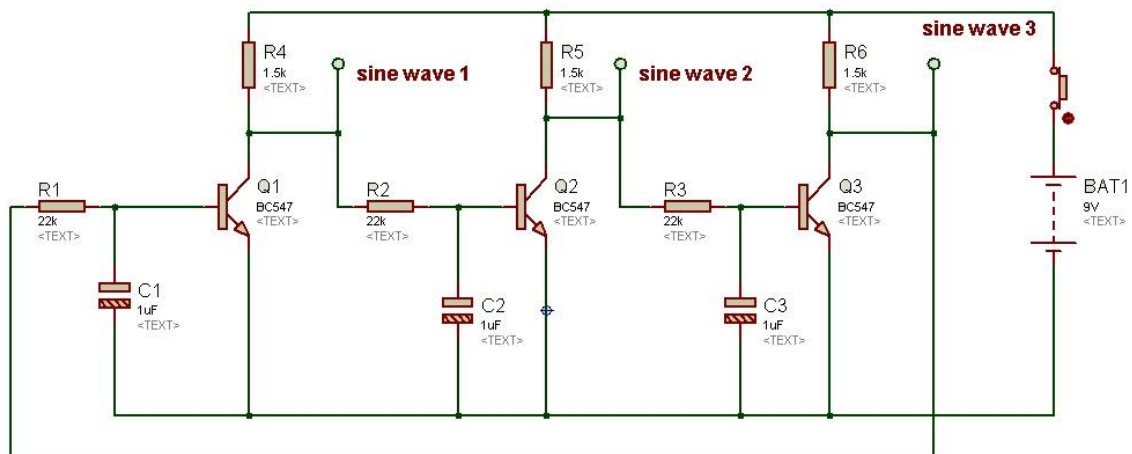 R4
1.5k
<TEXT>
sine wave 1
R5
1.5k
<TEXT>
sine wave 2
R6
1.5k
<TEXT>
sine wave 3
R1
22k
<TEXT>
Q1
BC547
<TEXT>
R2
22k
<TEXT>
Q2
BC547
<TEXT>
R3
22k
<TEXT>
Q3
BC547
<TEXT>
BAT1
9V
<TEXT>
C1
1uF
<TEXT>
C2
1uF
<TEXT>
C3
1uF
<TEXT>